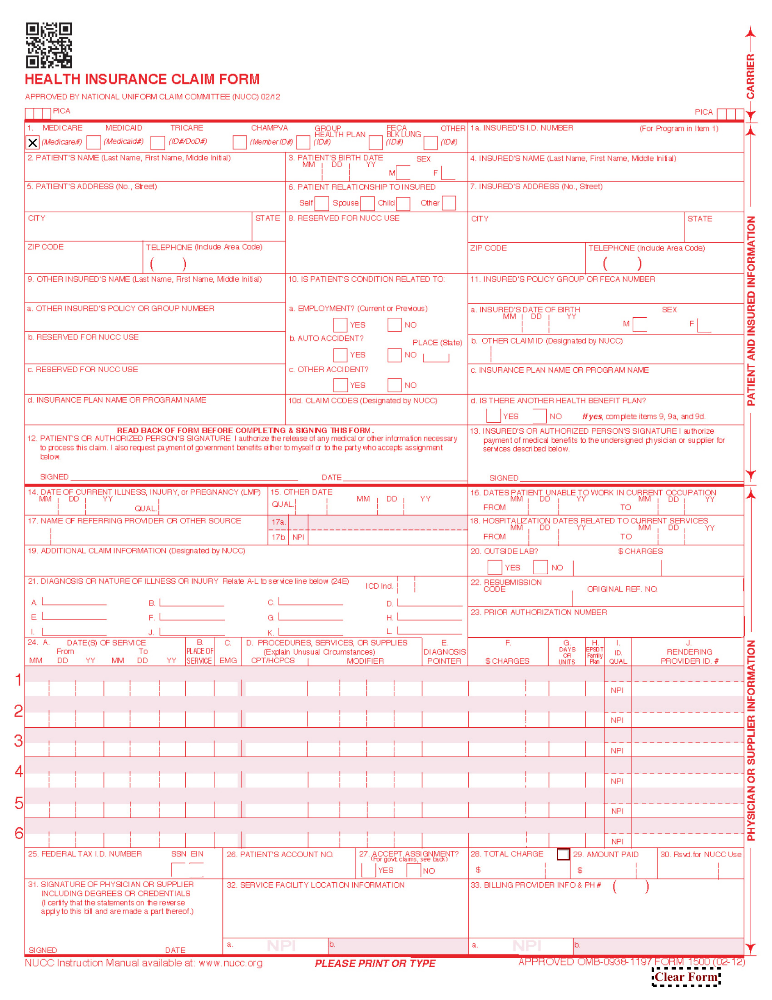 HEALTH INSURANCE CLAIM FORM
APPROVED BY NATIONAL UNIFORM CLAIM COMMITTEE (NUCC) 02/12
PICA
PICA
CARRIER
1. MEDICARE MEDICAID TRICARE CHAMPVA GROUP HEALTH PLAN FECA BLK LUNG OTHER
X (Medicare#) (Medicaid#) (ID#/DoD#) (Member ID#) (ID#) (ID#) (ID#)
1a. INSURED'S I.D. NUMBER (For Program in Item 1)
2. PATIENT'S NAME (Last Name, First Name, Middle Initial)
3. PATIENT'S BIRTH DATE SEX
MM DD YY M F
4. INSURED'S NAME (Last Name, First Name, Middle Initial)
5. PATIENT'S ADDRESS (No., Street)
6. PATIENT RELATIONSHIP TO INSURED
Self Spouse Child Other
7. INSURED'S ADDRESS (No., Street)
CITY STATE
8. RESERVED FOR NUCC USE
CITY STATE
ZIP CODE TELEPHONE (Include Area Code)
( )
ZIP CODE TELEPHONE (Include Area Code)
( )
9. OTHER INSURED'S NAME (Last Name, First Name, Middle Initial)
10. IS PATIENT'S CONDITION RELATED TO:
11. INSURED'S POLICY GROUP OR FECA NUMBER
a. OTHER INSURED'S POLICY OR GROUP NUMBER
a. EMPLOYMENT? (Current or Previous)
YES NO
a. INSURED'S DATE OF BIRTH SEX
MM DD YY M F
b. RESERVED FOR NUCC USE
b. AUTO ACCIDENT? PLACE (State)
YES NO
b. OTHER CLAIM ID (Designated by NUCC)
c. RESERVED FOR NUCC USE
c. OTHER ACCIDENT?
YES NO
c. INSURANCE PLAN NAME OR PROGRAM NAME
d. INSURANCE PLAN NAME OR PROGRAM NAME
10d. CLAIM CODES (Designated by NUCC)
d. IS THERE ANOTHER HEALTH BENEFIT PLAN?
YES NO If yes, complete items 9, 9a, and 9d.
READ BACK OF FORM BEFORE COMPLETING & SIGNING THIS FORM.
12. PATIENT'S OR AUTHORIZED PERSON'S SIGNATURE I authorize the release of any medical or other information necessary
to process this claim. I also request payment of government benefits either to myself or to the party who accepts assignment
below.
SIGNED DATE
13. INSURED'S OR AUTHORIZED PERSON'S SIGNATURE I authorize
payment of medical benefits to the undersigned physician or supplier for
services described below.
SIGNED
PATIENT AND INSURED INFORMATION
14. DATE OF CURRENT ILLNESS, INJURY, or PREGNANCY (LMP)
MM DD YY QUAL.
15. OTHER DATE
QUAL. MM DD YY
16. DATES PATIENT UNABLE TO WORK IN CURRENT OCCUPATION
MM DD YY MM DD YY
FROM TO
17. NAME OF REFERRING PROVIDER OR OTHER SOURCE
17a.
17b. NPI
18. HOSPITALIZATION DATES RELATED TO CURRENT SERVICES
MM DD YY MM DD YY
FROM TO
19. ADDITIONAL CLAIM INFORMATION (Designated by NUCC)
20. OUTSIDE LAB? $ CHARGES
YES NO
21. DIAGNOSIS OR NATURE OF ILLNESS OR INJURY Relate A-L to service line below (24E) ICD Ind.
A. B. C. D.
E. F. G. H.
I. J. K. L.
22. RESUBMISSION
CODE ORIGINAL REF. NO.
23. PRIOR AUTHORIZATION NUMBER
24. A. DATE(S) OF SERVICE B. C. D. PROCEDURES, SERVICES, OR SUPPLIES E. F. G. H. I. J.
From To PLACE OF (Explain Unusual Circumstances) DIAGNOSIS DAYS OR EPSDT Family ID. RENDERING
MM DD YY MM DD YY SERVICE EMG CPT/HCPCS MODIFIER POINTER $ CHARGES UNITS Plan QUAL. PROVIDER ID. #
1
NPI
2
NPI
3
NPI
4
NPI
5
NPI
6
NPI
PHYSICIAN OR SUPPLIER INFORMATION
25. FEDERAL TAX I.D. NUMBER SSN EIN
26. PATIENT'S ACCOUNT NO.
27. ACCEPT ASSIGNMENT?
(For govt. claims, see back)
YES NO
28. TOTAL CHARGE
$
29. AMOUNT PAID
$
30. Rsvd.for NUCC Use
31. SIGNATURE OF PHYSICIAN OR SUPPLIER
INCLUDING DEGREES OR CREDENTIALS
(I certify that the statements on the reverse
apply to this bill and are made a part thereof.)
SIGNED DATE
32. SERVICE FACILITY LOCATION INFORMATION
a. NPI b.
33. BILLING PROVIDER INFO & PH # ( )
a. NPI b.
NUCC Instruction Manual available at: www.nucc.org
PLEASE PRINT OR TYPE
APPROVED OMB-0938-1197 FORM 1500 (02-12)
Clear Form